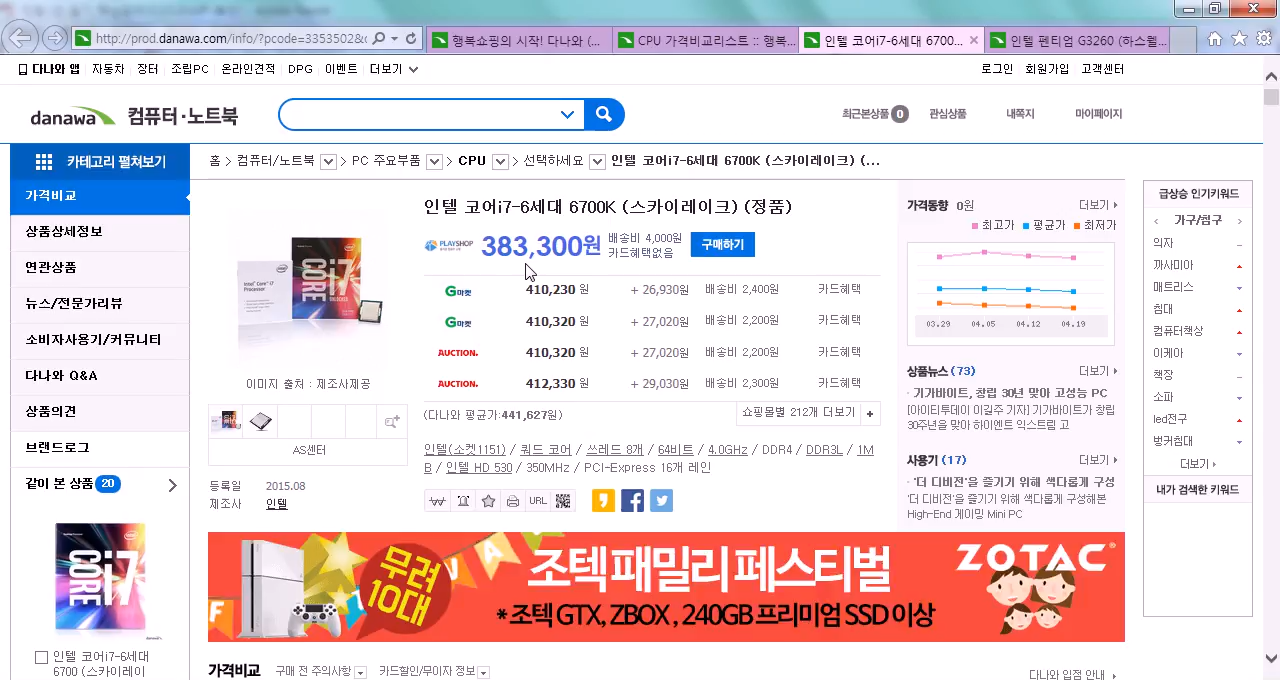 http://prod.danawa.com/info/?pcode=3353502&c
행복쇼핑의 시작! 다나와 (...
CPU 가격비교리스트 :: 행복...
인텔 코어i7-6세대 6700...
인텔 펜티엄 G3260 (하스웰...
다나와 앱 자동차 장터 조립PC 온라인견적 DPG 이벤트 더보기
로그인 회원가입 고객센터
danawa 컴퓨터·노트북
최근본상품 0 관심상품 내쪽지 마이페이지
카테고리 펼쳐보기
홈 > 컴퓨터/노트북 > PC 주요부품 > CPU > 선택하세요 인텔 코어i7-6세대 6700K (스카이레이크) (...
가격비교
상품상세정보
연관상품
뉴스/전문가리뷰
소비자사용기/커뮤니티
다나와 Q&A
상품의견
브랜드로그
같이 본 상품 20
인텔 코어i7-6세대
6700 (스카이레이
이미지 출처 : 제조사제공
AS센터
등록일 2015.08
제조사 인텔
인텔 코어i7-6세대 6700K (스카이레이크) (정품)
PLAYSHOP 383,300원 배송비 4,000원
카드혜택없음
구매하기
G마켓 410,230 원 + 26,930원 배송비 2,400원 카드혜택
G마켓 410,320 원 + 27,020원 배송비 2,200원 카드혜택
AUCTION. 410,320 원 + 27,020원 배송비 2,200원 카드혜택
AUCTION. 412,330 원 + 29,030원 배송비 2,300원 카드혜택
(다나와 평균가:441,627원)
쇼핑몰별 212개 더보기 +
인텔(소켓1151) / 쿼드 코어 / 쓰레드 8개 / 64비트 / 4.0GHz / DDR4 / DDR3L / 1M
B / 인텔 HD 530 / 350MHz / PCI-Express 16개 레인
URL
가격동향 0원 더보기
최고가 평균가 최저가
03.29 04.05 04.12 04.19
상품뉴스 (73) 더보기
· 기가바이트, 창립 30년 맞아 고성능 PC
[아이티투데이 이길주 기자] 기가바이트가 창립
30주년을 맞아 하이엔드 익스트림 고
사용기 (17) 더보기
· '더 디비전'을 즐기기 위해 색다롭게 구성
'더 디비전'을 즐기기 위해 색다롭게 구성해본
High-End 게이밍 Mini PC
급상승 인기키워드
가구/침구
의자
까사미아
매트리스
침대
컴퓨터책상
이케아
책장
소파
led전구
벙커침대
더보기
내가 검색한 키워드
무려
10대
조텍 패밀리 페스티벌
* 조텍 GTX, ZBOX , 240GB 프리미엄 SSD 이상
ZOTAC
가격비교 구매 전 주의사항 카드할인/무이자 정보
다나와 입점 안내